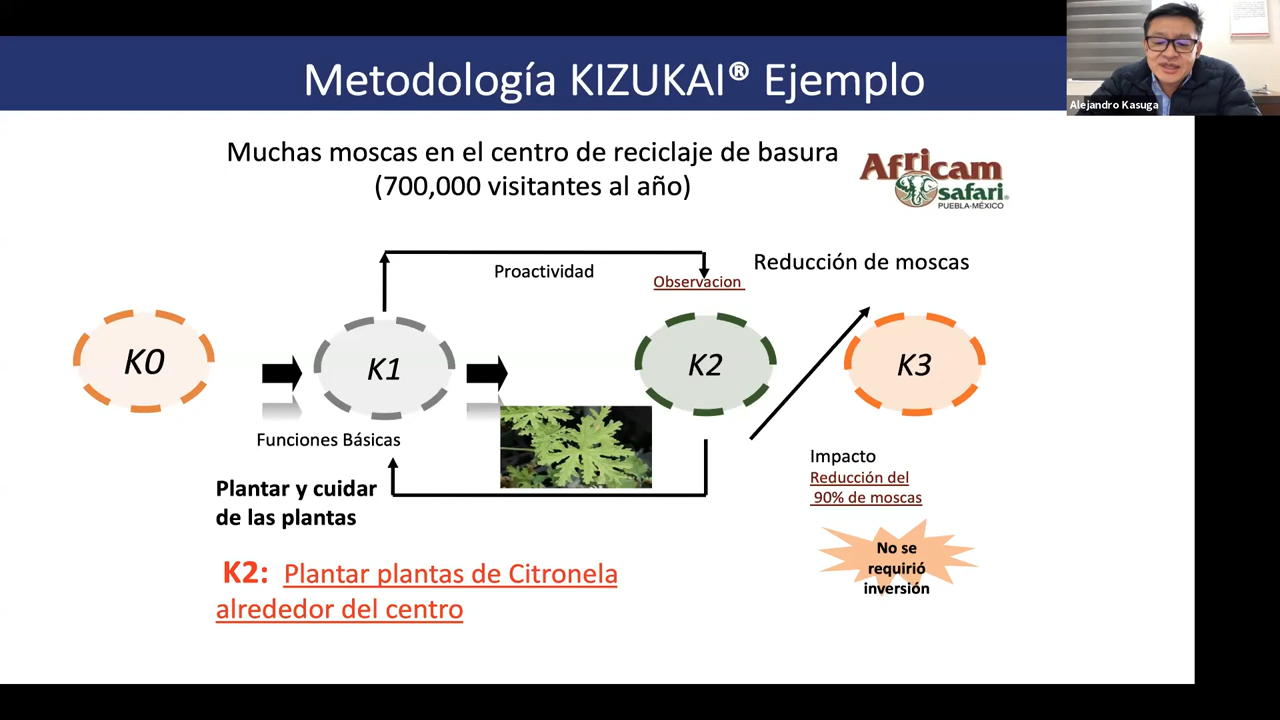 Metodología KIZUKAI® Ejemplo
Alejandro Kasuga
Muchas moscas en el centro de reciclaje de basura
(700,000 visitantes al año)
Africam
safari®
PUEBLA-MÉXICO
Proactividad
Observacion
Reducción de moscas
K0
K1
K2
K3
Funciones Básicas
Plantar y cuidar
de las plantas
Impacto
Reducción del
90% de moscas
No se
requirió
inversión
K2: Plantar plantas de Citronela
alrededor del centro